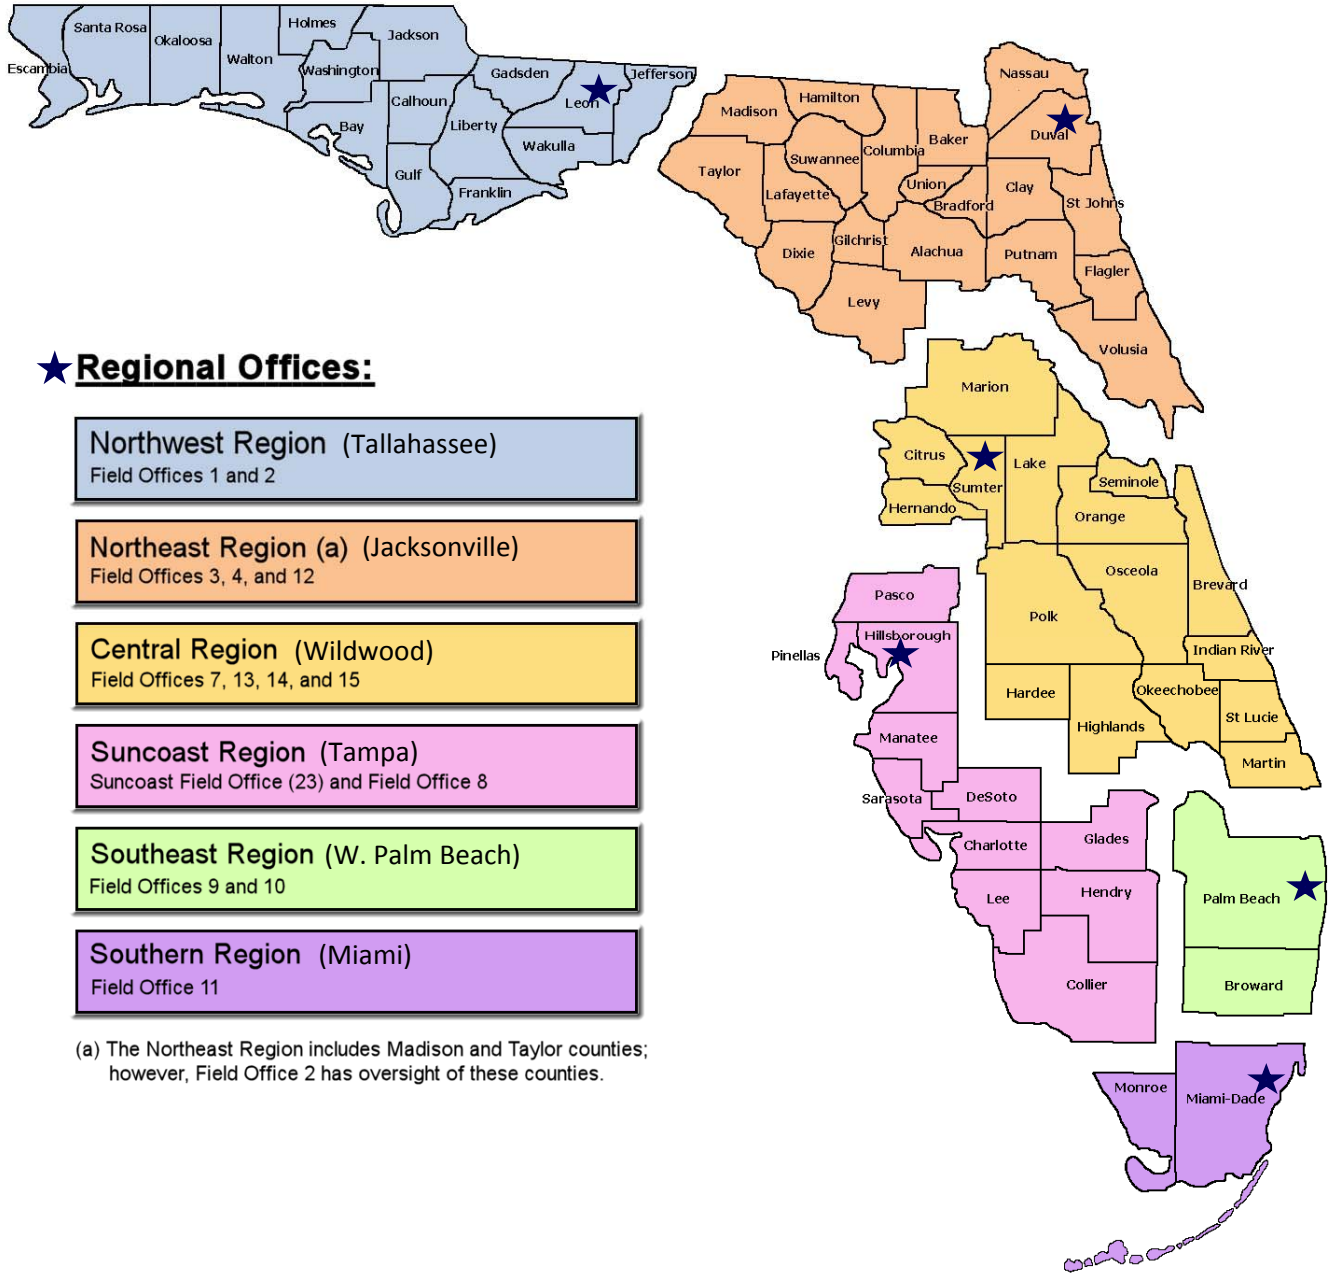 Escambia
Santa Rosa
Okaloosa
Walton
Holmes
Washington
Jackson
Bay
Calhoun
Gulf
Gadsden
Liberty
Franklin
Leon
Wakulla
Jefferson
Madison
Hamilton
Taylor
Suwannee
Lafayette
Columbia
Baker
Nassau
Duval
Union
Bradford
Clay
St Johns
Dixie
Gilchrist
Alachua
Putnam
Flagler
Levy
Volusia
Marion
Citrus
Sumter
Lake
Hernando
Seminole
Orange
Osceola
Brevard
Polk
Indian River
Hardee
Highlands
Okeechobee
St Lucie
Martin
Pasco
Hillsborough
Pinellas
Manatee
Sarasota
DeSoto
Charlotte
Glades
Lee
Hendry
Collier
Palm Beach
Broward
Monroe
Miami-Dade
Regional Offices:
Northwest Region (Tallahassee)
Field Offices 1 and 2
Northeast Region (a) (Jacksonville)
Field Offices 3, 4, and 12
Central Region (Wildwood)
Field Offices 7, 13, 14, and 15
Suncoast Region (Tampa)
Suncoast Field Office (23) and Field Office 8
Southeast Region (W. Palm Beach)
Field Offices 9 and 10
Southern Region (Miami)
Field Office 11
(a) The Northeast Region includes Madison and Taylor counties;
however, Field Office 2 has oversight of these counties.